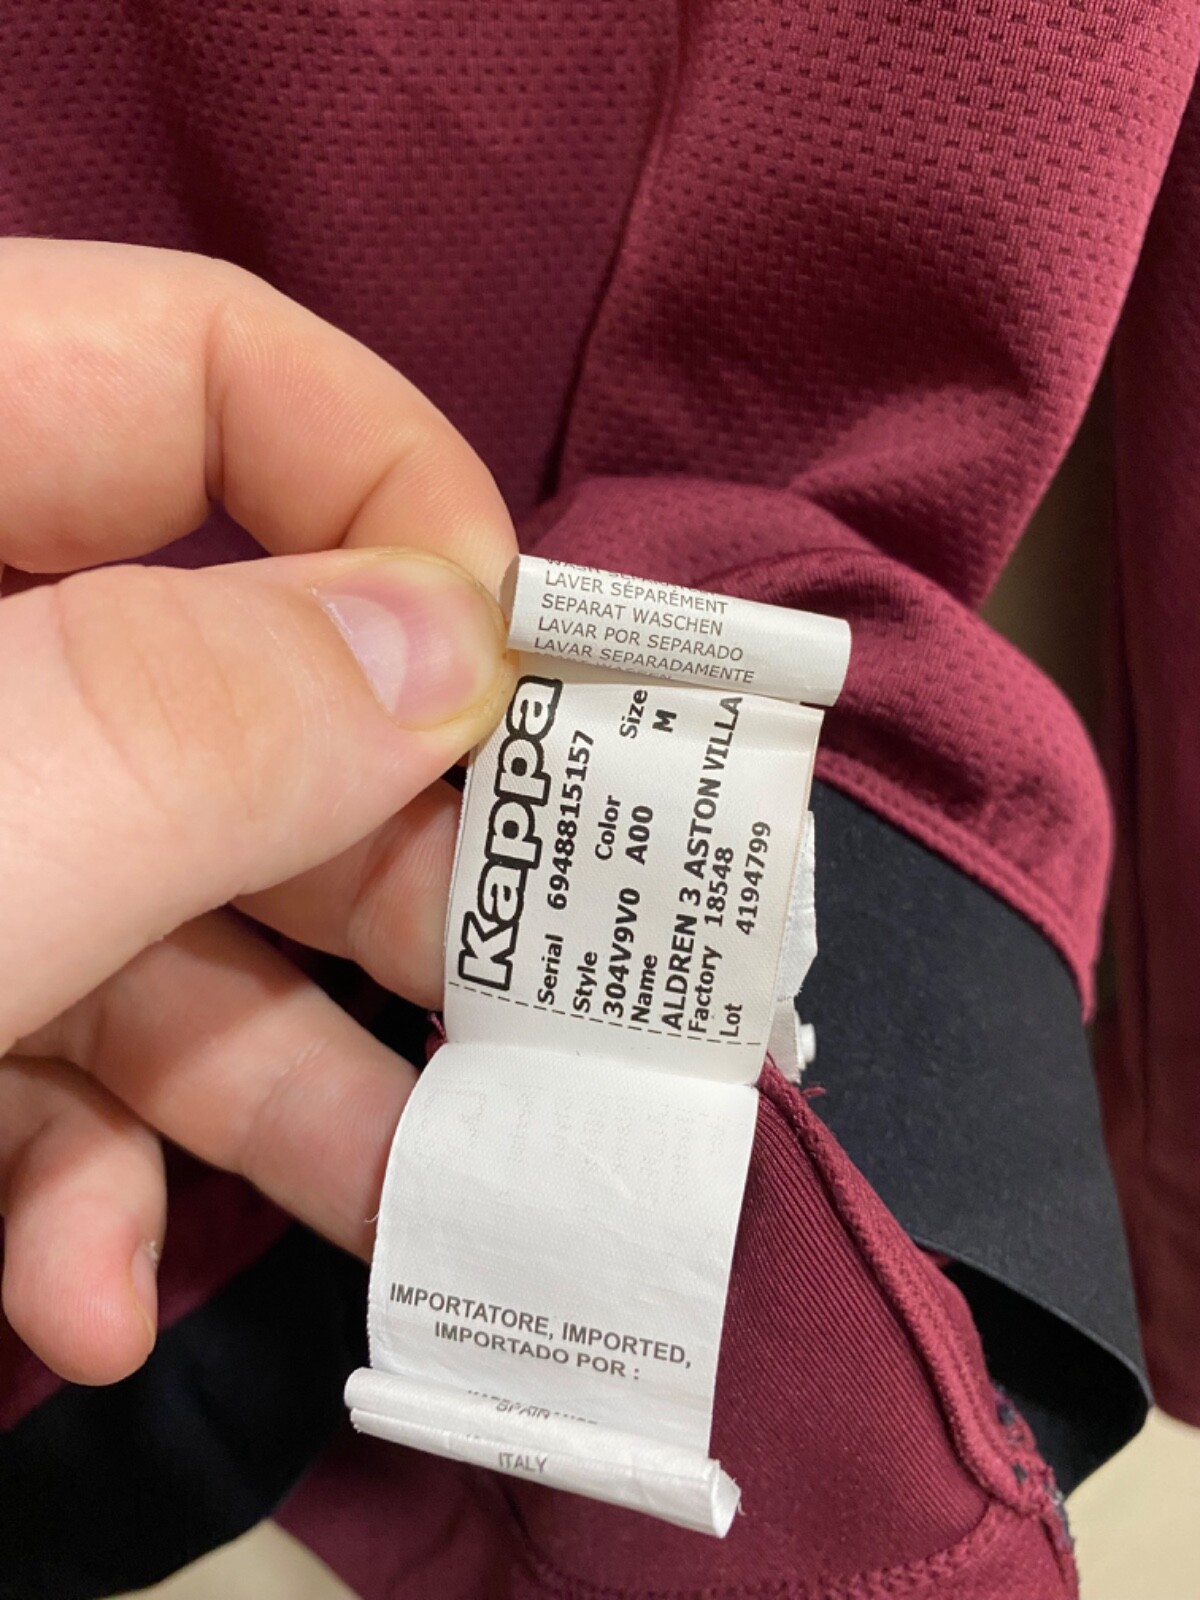 LAVER SÉPARÉMENT
SEPARAT WASCHEN
LAVAR POR SEPARADO
LAVAR SEPARADAMENTE
Kappa
Serial 6948815157
Style Color Size
304V9V0 A00 M
Name
ALDREN 3 ASTON VILLA
Factory 18548
Lot 4194799
IMPORTATORE, IMPORTED,
IMPORTADO POR :
SPAIN
ITALY